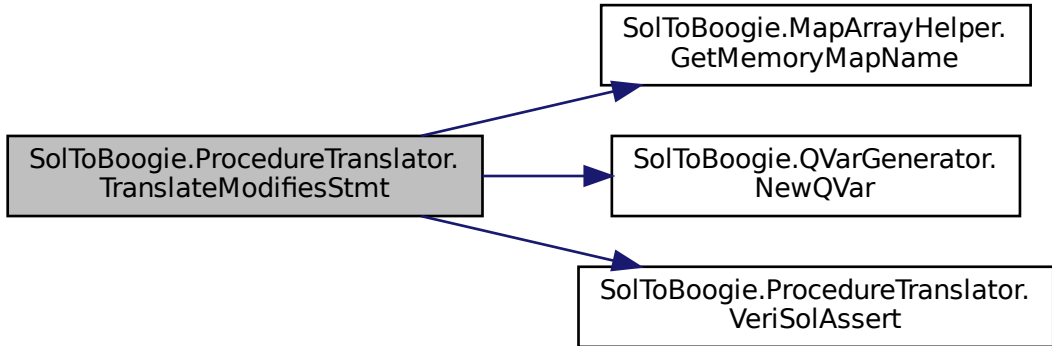 SolToBoogie.MapArrayHelper.
GetMemoryMapName
SolToBoogie.ProcedureTranslator.
TranslateModifiesStmt
SolToBoogie.QVarGenerator.
NewQVar
SolToBoogie.ProcedureTranslator.
VeriSolAssert